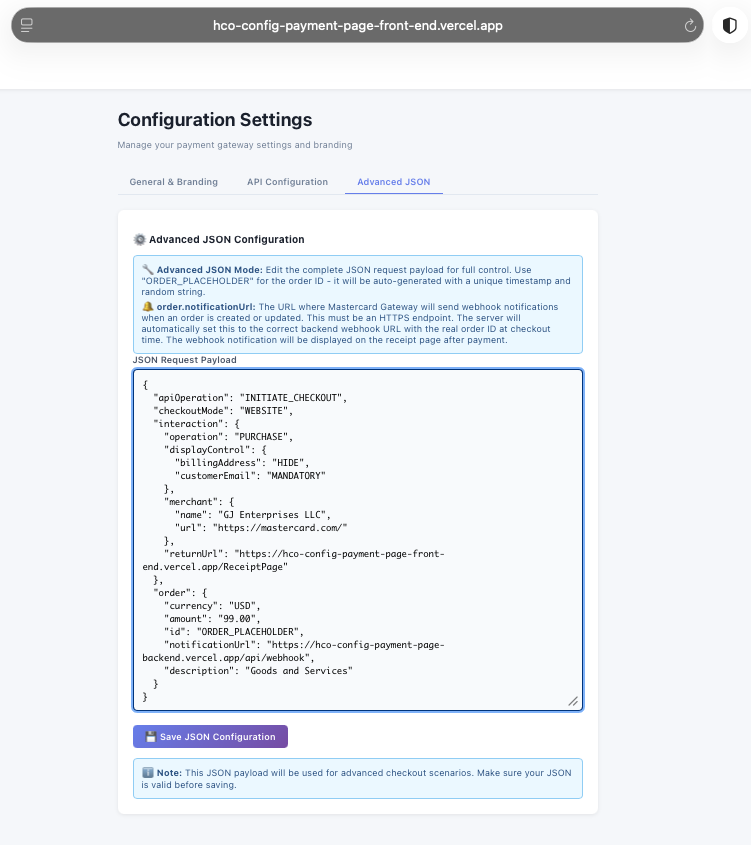 hco-config-payment-page-front-end.vercel.app
Configuration Settings
Manage your payment gateway settings and branding
General & Branding API Configuration Advanced JSON
⚙️ Advanced JSON Configuration
🔧 Advanced JSON Mode: Edit the complete JSON request payload for full control. Use
"ORDER_PLACEHOLDER" for the order ID - it will be auto-generated with a unique timestamp and
random string.
🔔 order.notificationUrl: The URL where Mastercard Gateway will send webhook notifications
when an order is created or updated. This must be an HTTPS endpoint. The server will
automatically set this to the correct backend webhook URL with the real order ID at checkout
time. The webhook notification will be displayed on the receipt page after payment.
JSON Request Payload
{
  "apiOperation": "INITIATE_CHECKOUT",
  "checkoutMode": "WEBSITE",
  "interaction": {
    "operation": "PURCHASE",
    "displayControl": {
      "billingAddress": "HIDE",
      "customerEmail": "MANDATORY"
    },
    "merchant": {
      "name": "GJ Enterprises LLC",
      "url": "https://mastercard.com/"
    },
    "returnUrl": "https://hco-config-payment-page-front-
end.vercel.app/ReceiptPage"
  },
  "order": {
    "currency": "USD",
    "amount": "99.00",
    "id": "ORDER_PLACEHOLDER",
    "notificationUrl": "https://hco-config-payment-page-
backend.vercel.app/api/webhook",
    "description": "Goods and Services"
  }
}
💾 Save JSON Configuration
ℹ️ Note: This JSON payload will be used for advanced checkout scenarios. Make sure your JSON
is valid before saving.